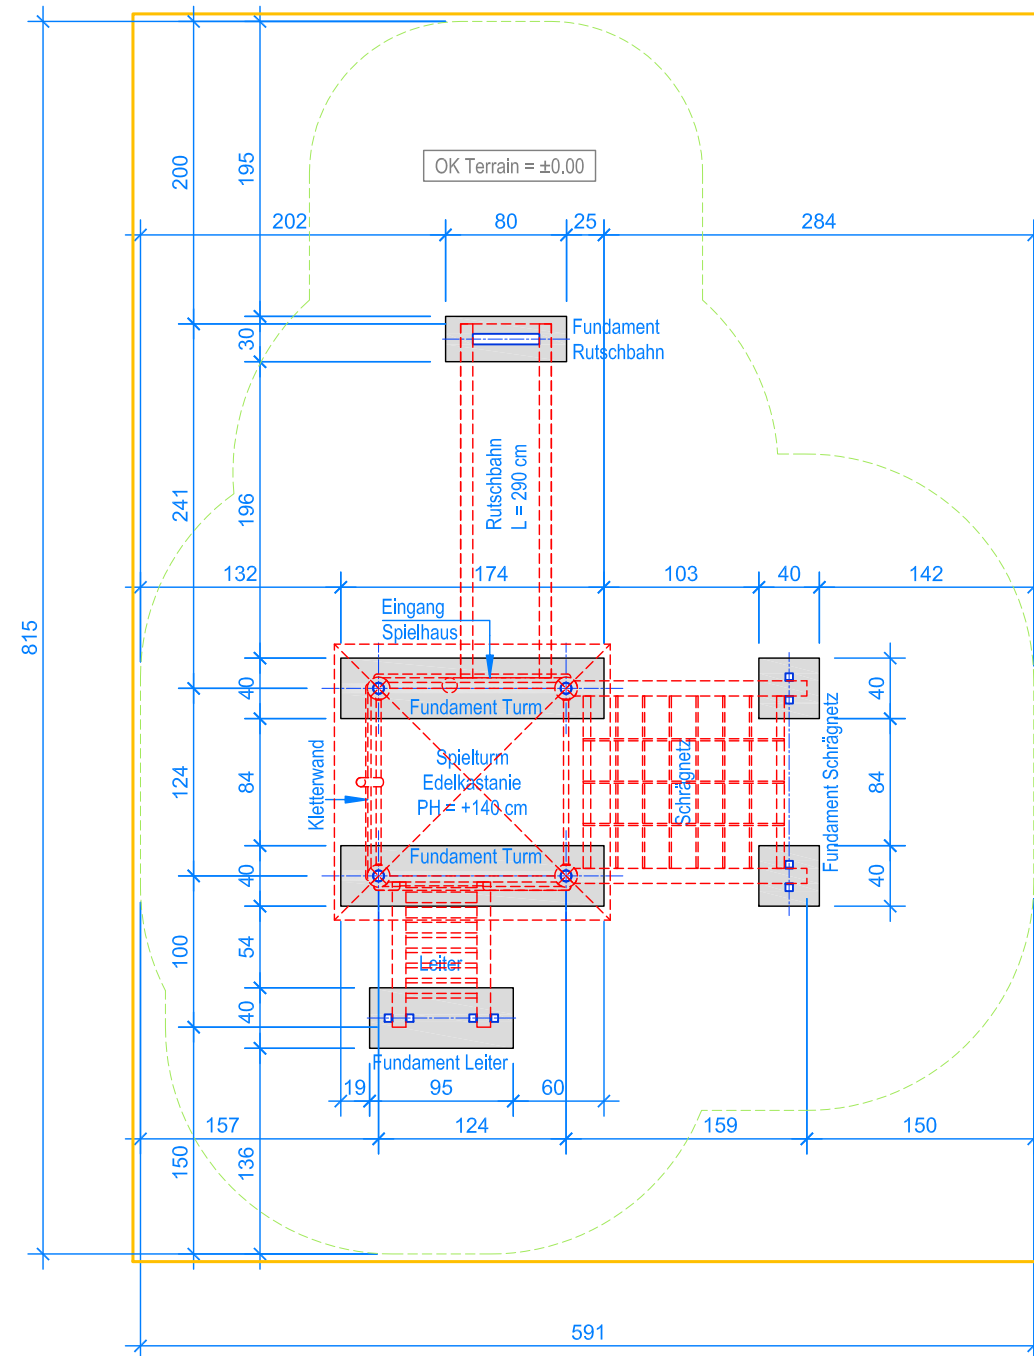 OK Terrain = ±0.00
200
195
202
80
25
284
30
Fundament
Rutschbahn
Rutschbahn
L = 290 cm
241
196
132
174
103
40
142
815
Eingang
Spielhaus
40
Fundament Turm
40
Kletterwand
Spielturm
Edelkastanie
PH = +140 cm
Schrägnetz
Fundament Schrägnetz
124
84
84
Fundament Turm
40
40
100
54
Leiter
40
Fundament Leiter
19
95
60
157
124
159
150
150
136
591